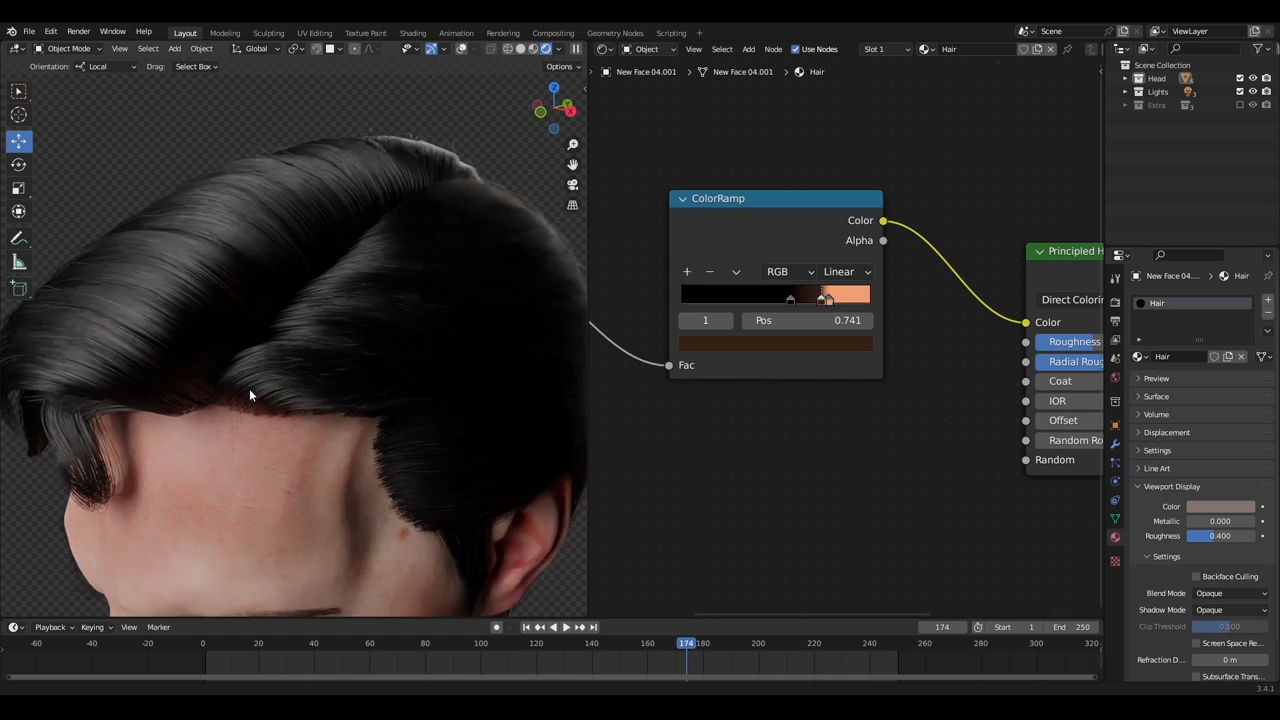 File Edit Render Window Help Layout Modeling Sculpting UV Editing Texture Paint Shading Animation Rendering Compositing Geometry Nodes Scripting Scene ViewLayer
Object Mode View Select Add Object Global Object View Select Add Node Use Nodes Slot 1 Hair
Orientation: Local Drag: Select Box Options
New Face 04.001 New Face 04.001 Hair
Scene Collection
Head
Lights 3
Extra 3
Z
Y
X
ColorRamp
Color
Alpha
RGB Linear
1 Pos 0.741
Fac
Principled H
Direct Colorin
Color
Roughness
Radial Roug
Coat
IOR
Offset
Random Ro
Random
New Face 04.... Hair
Hair
Hair
Preview
Surface
Volume
Displacement
Settings
Line Art
Viewport Display
Color
Metallic 0.000
Roughness 0.400
Settings
Backface Culling
Blend Mode Opaque
Shadow Mode Opaque
Clip Threshold 0.500
Screen Space Re...
Refraction D... 0 m
Subsurface Trans...
Playback Keying View Marker 174 Start 1 End 250
-60 -40 -20 0 20 40 60 80 100 120 140 160 174 180 200 220 240 260 280 300 320
3.4.1